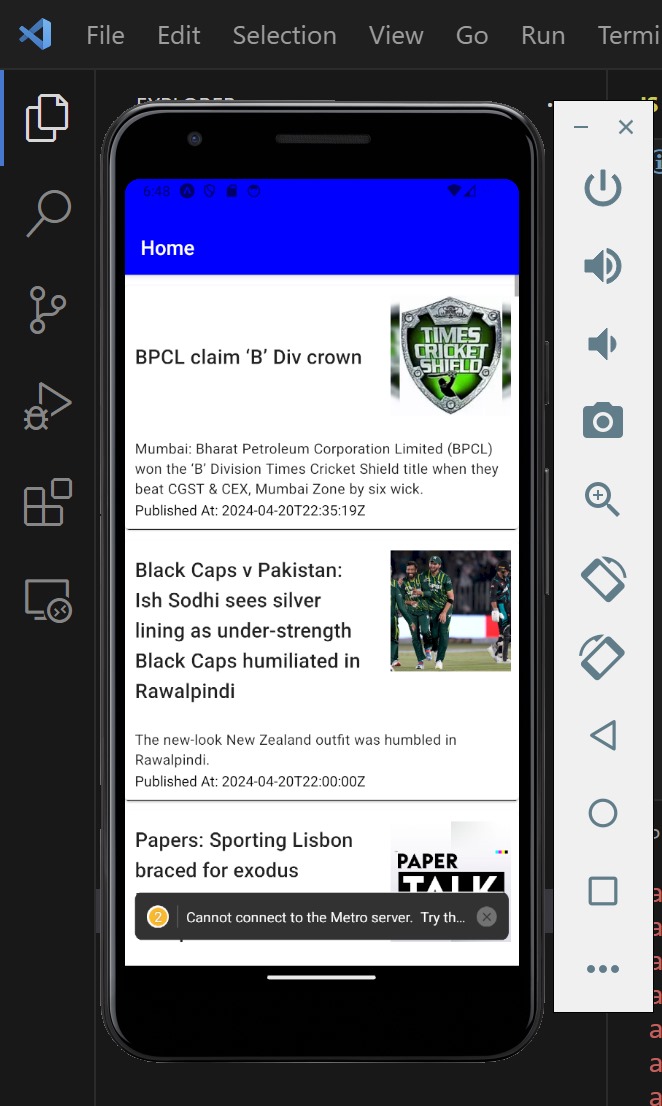 File Edit Selection View Go Run Termi
EXPLORER
6:48
Home
BPCL claim ‘B’ Div crown
TIMES
CRICKET
SHIELD
Mumbai: Bharat Petroleum Corporation Limited (BPCL)
won the ‘B’ Division Times Cricket Shield title when they
beat CGST & CEX, Mumbai Zone by six wick.
Published At: 2024-04-20T22:35:19Z
Black Caps v Pakistan:
Ish Sodhi sees silver
lining as under-strength
Black Caps humiliated in
Rawalpindi
The new-look New Zealand outfit was humbled in
Rawalpindi.
Published At: 2024-04-20T22:00:00Z
Papers: Sporting Lisbon
braced for exodus
PAPER
TALK
2 Cannot connect to the Metro server. Try th...